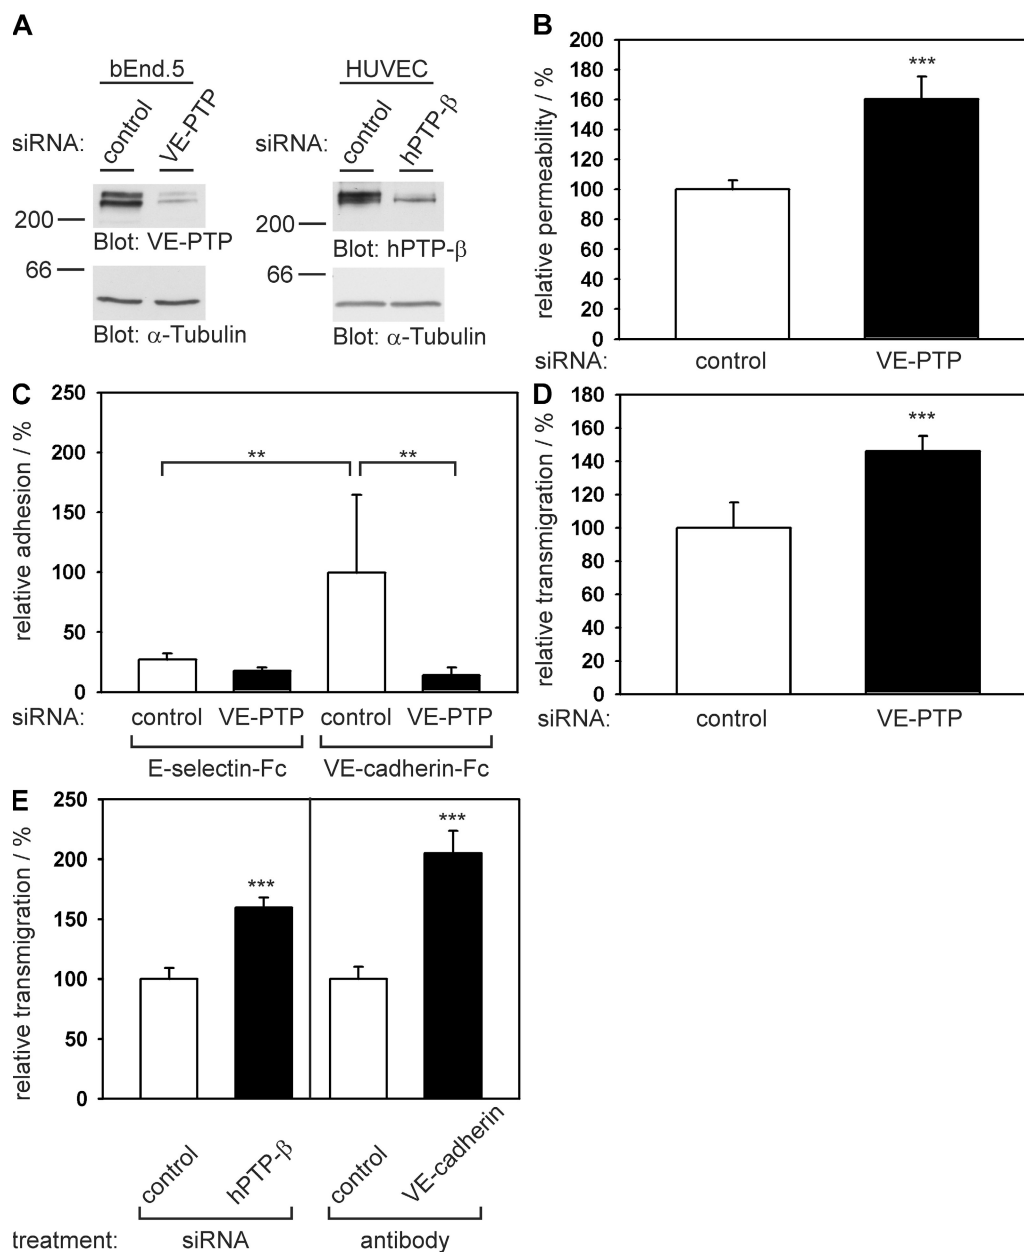 A
bEnd.5
HUVEC
siRNA:
control
VE-PTP
siRNA:
control
hPTP-β
200
Blot: VE-PTP
200
Blot: hPTP-β
66
Blot: α-Tubulin
66
Blot: α-Tubulin
B
relative permeability / %
200
180
160
140
120
100
80
60
40
20
0
***
siRNA:
control
VE-PTP
C
relative adhesion / %
250
200
150
100
50
0
**
**
siRNA:
control
VE-PTP
control
VE-PTP
E-selectin-Fc
VE-cadherin-Fc
D
relative transmigration / %
180
160
140
120
100
80
60
40
20
0
***
siRNA:
control
VE-PTP
E
relative transmigration / %
250
200
150
100
50
0
***
***
control
hPTP-β
control
VE-cadherin
treatment:
siRNA
antibody